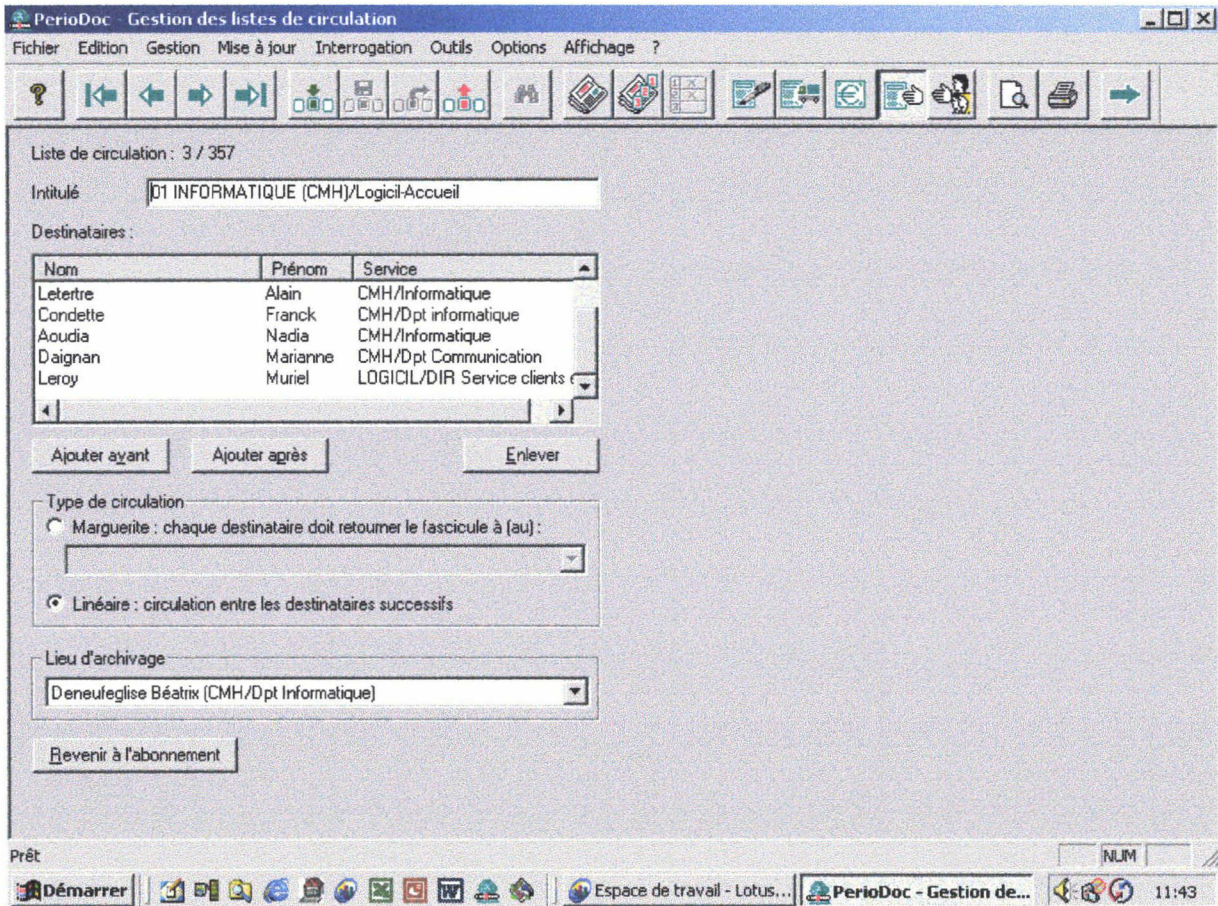 PerioDoc - Gestion des listes de circulation
Fichier Edition Gestion Mise à jour Interrogation Outils Options Affichage ?
Liste de circulation : 3 / 357
Intitulé 01 INFORMATIQUE (CMH)/Logicil-Accueil
Destinataires :
Nom Prénom Service
Letertre Alain CMH/Informatique
Condette Franck CMH/Dpt informatique
Aoudia Nadia CMH/Informatique
Daignan Marianne CMH/Dpt Communication
Leroy Muriel LOGICIL/DIR Service clients
Ajouter avant Ajouter après Enlever
Type de circulation
Marguerite : chaque destinataire doit retourner le fascicule à (au) :
Linéaire : circulation entre les destinataires successifs
Lieu d'archivage
Deneufeglise Béatrix (CMH/Dpt Informatique)
Revenir à l'abonnement
Prêt NUM
Démarrer Espace de travail - Lotus... PerioDoc - Gestion de... 11:43